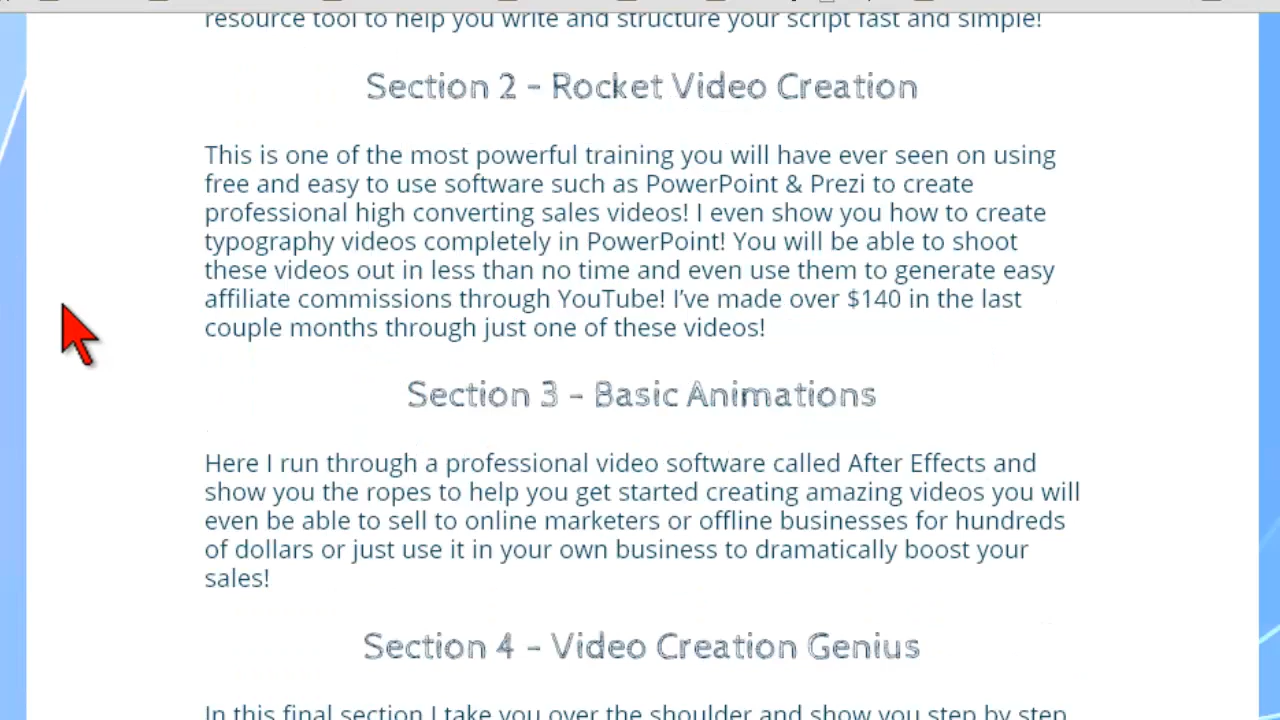 resource tool to help you write and structure your script fast and simple!
Section 2 - Rocket Video Creation
This is one of the most powerful training you will have ever seen on using
free and easy to use software such as PowerPoint & Prezi to create
professional high converting sales videos! I even show you how to create
typography videos completely in PowerPoint! You will be able to shoot
these videos out in less than no time and even use them to generate easy
affiliate commissions through YouTube! I've made over $140 in the last
couple months through just one of these videos!
Section 3 - Basic Animations
Here I run through a professional video software called After Effects and
show you the ropes to help you get started creating amazing videos you will
even be able to sell to online marketers or offline businesses for hundreds
of dollars or just use it in your own business to dramatically boost your
sales!
Section 4 - Video Creation Genius
In this final section I take you over the shoulder and show you step by step